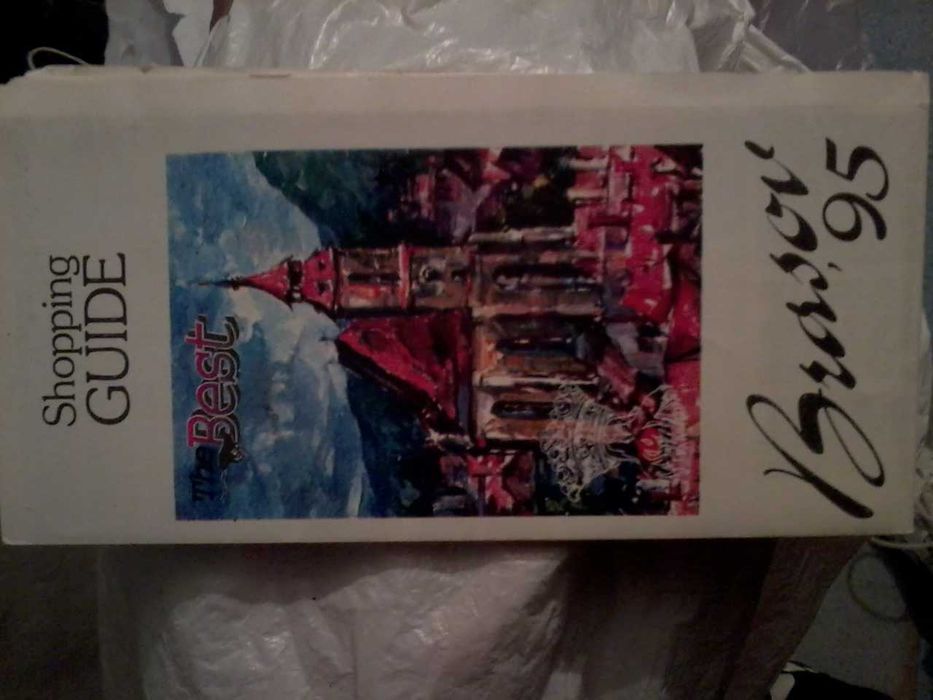 Shopping
GUIDE
The Best
Brașov
95